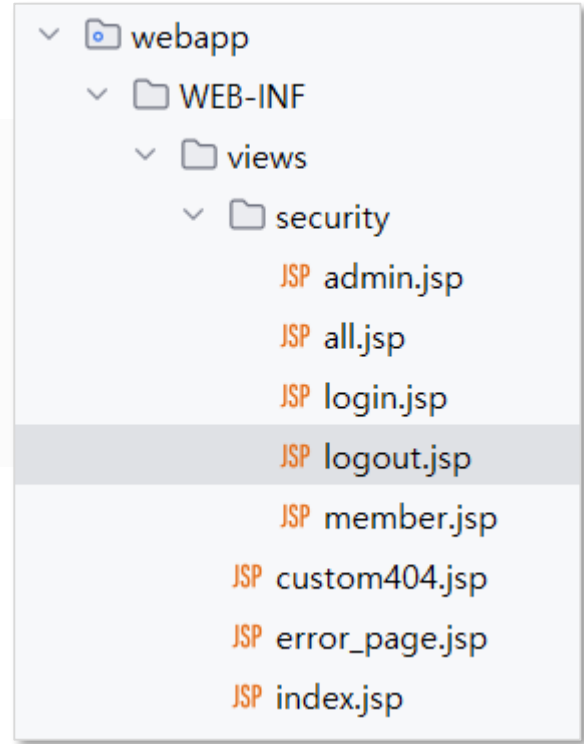 webapp
WEB-INF
views
security
JSP admin.jsp
JSP all.jsp
JSP login.jsp
JSP logout.jsp
JSP member.jsp
JSP custom404.jsp
JSP error_page.jsp
JSP index.jsp